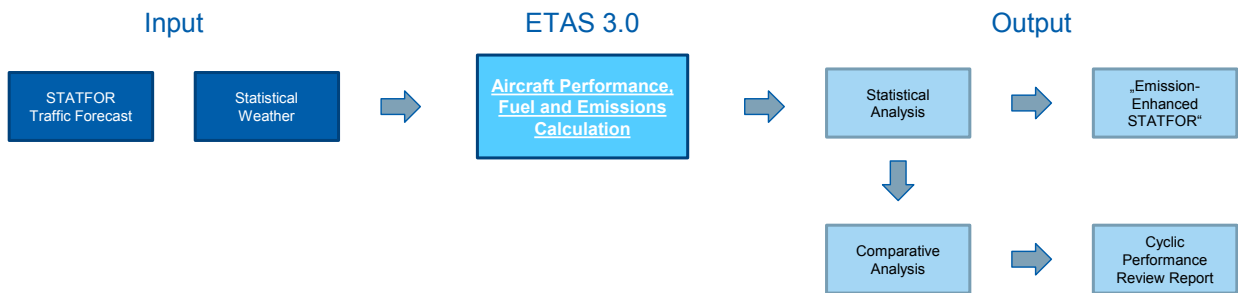 Input
ETAS 3.0
Output
STATFOR
Traffic Forecast
Statistical
Weather
Aircraft Performance,
Fuel and Emissions
Calculation
Statistical
Analysis
„Emission-
Enhanced
STATFOR“
Comparative
Analysis
Cyclic
Performance
Review Report